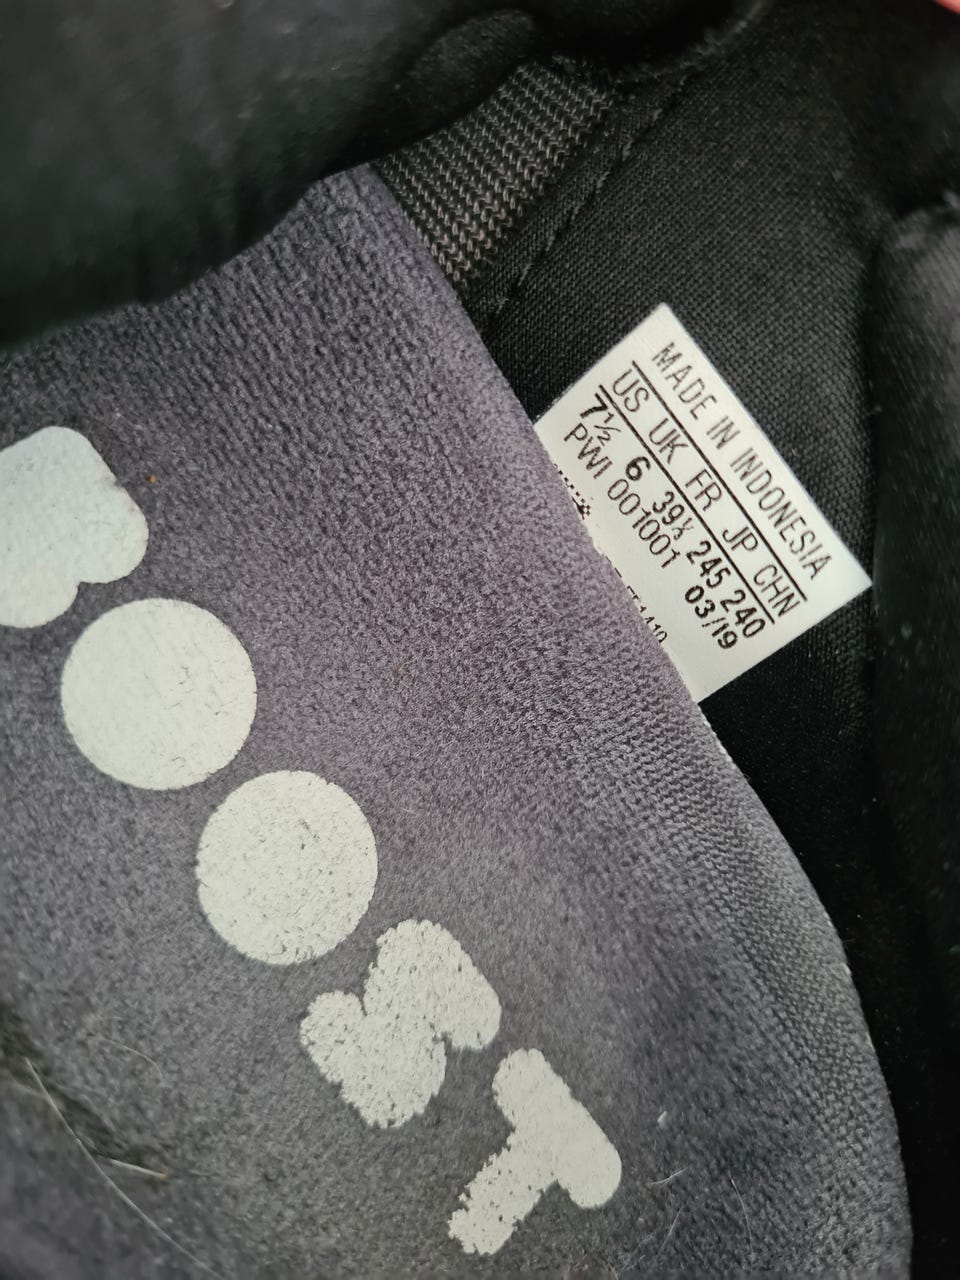 MADE IN INDONESIA
US UK FR JP CHN
7½ 6 39⅓ 245 240
PWI 001001 03/19
BOOST